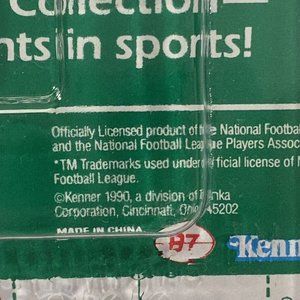 Collection—
nts in sports!
Officially Licensed product of the National Footba
and the National Football League Players Assoc
*TM Trademarks used under official license of
Football League.
©Kenner 1990, a division of Tonka
Corporation, Cincinnati, Ohio 45202
MADE IN CHINA
H7
Kenn